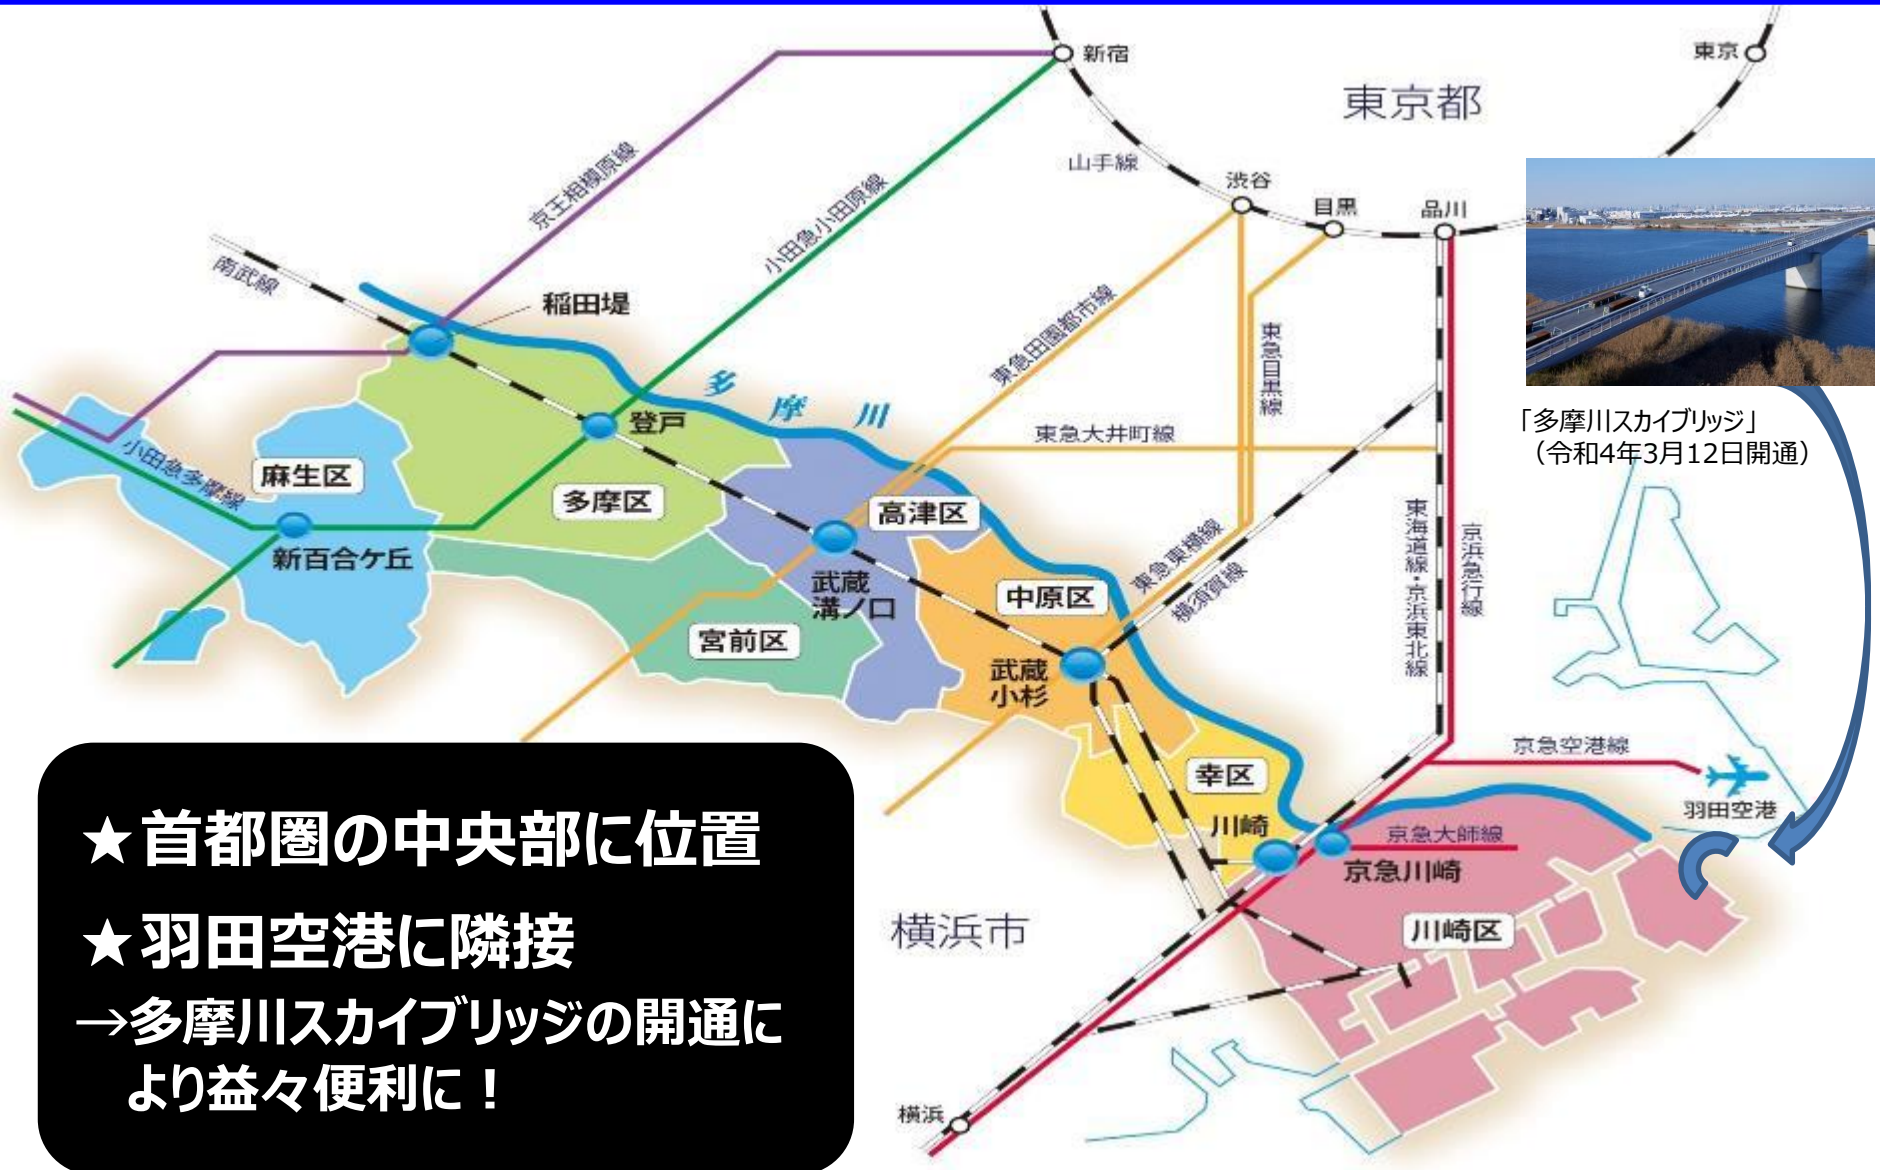 新宿
東京
東京都
山手線
渋谷
目黒
品川
京王相模原線
小田急小田原線
南武線
稲田堤
東急田園都市線
東急目黒線
多摩川
登戸
東急大井町線
「多摩川スカイブリッジ」
（令和4年3月12日開通）
小田急多摩線
麻生区
多摩区
高津区
新百合ケ丘
武蔵
溝ノ口
中原区
東急東横線
横須賀線
東海道線・京浜東北線
京浜急行線
宮前区
武蔵
小杉
幸区
京急空港線
羽田空港
川崎
京急大師線
京急川崎
川崎区
横浜市
横浜
★首都圏の中央部に位置
★羽田空港に隣接
→多摩川スカイブリッジの開通に
より益々便利に！